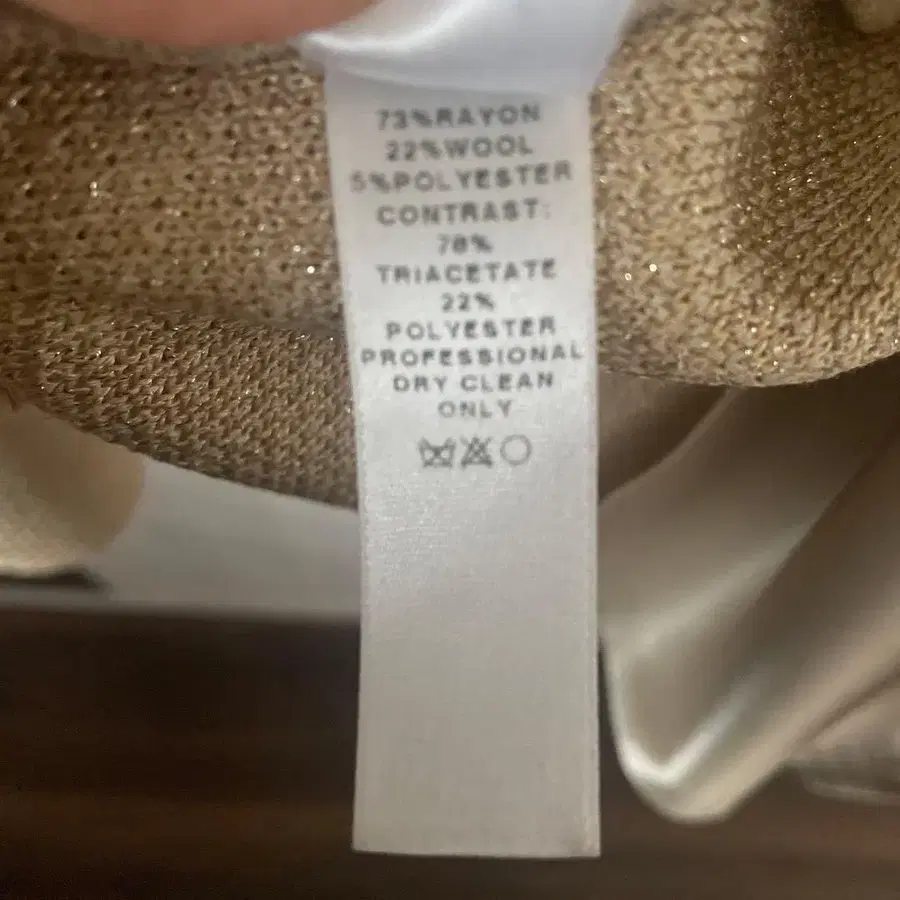 73%RAYON
22%WOOL
5%POLYESTER
CONTRAST:
78%
TRIACETATE
22%
POLYESTER
PROFESSIONAL
DRY CLEAN
ONLY